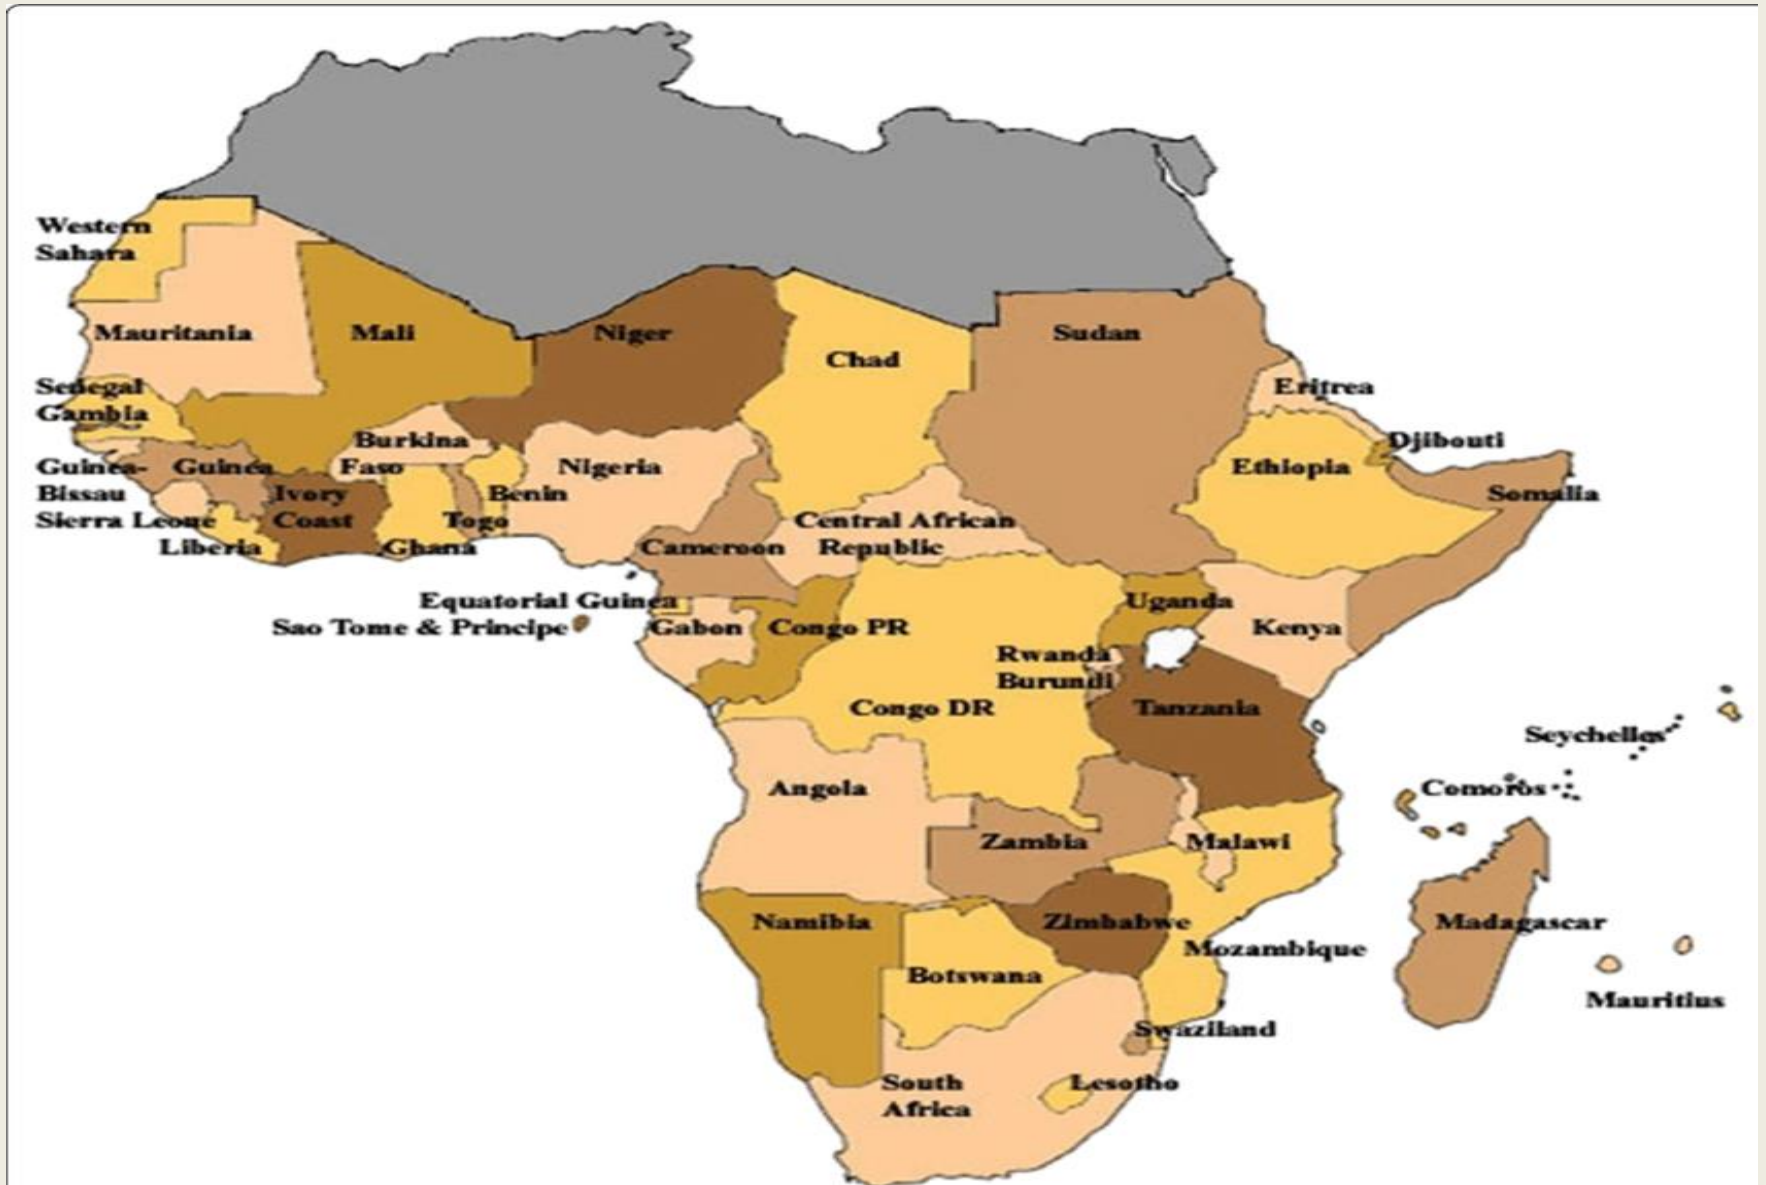 Western
Sahara
Mauritania
Mali
Niger
Chad
Sudan
Eritrea
Senegal
Gambia
Burkina
Faso
Djibouti
Guinea-
Bissau
Guinea
Nigeria
Ethiopia
Ivory
Coast
Benin
Somalia
Sierra Leone
Togo
Central African
Republic
Liberia
Ghana
Cameroon
Equatorial Guinea
Uganda
Sao Tome & Principe
Gabon
Congo PR
Kenya
Rwanda
Burundi
Congo DR
Tanzania
Seychelles
Angola
Comoros
Zambia
Malawi
Namibia
Zimbabwe
Madagascar
Mozambique
Botswana
Mauritius
Swaziland
South
Africa
Lesotho